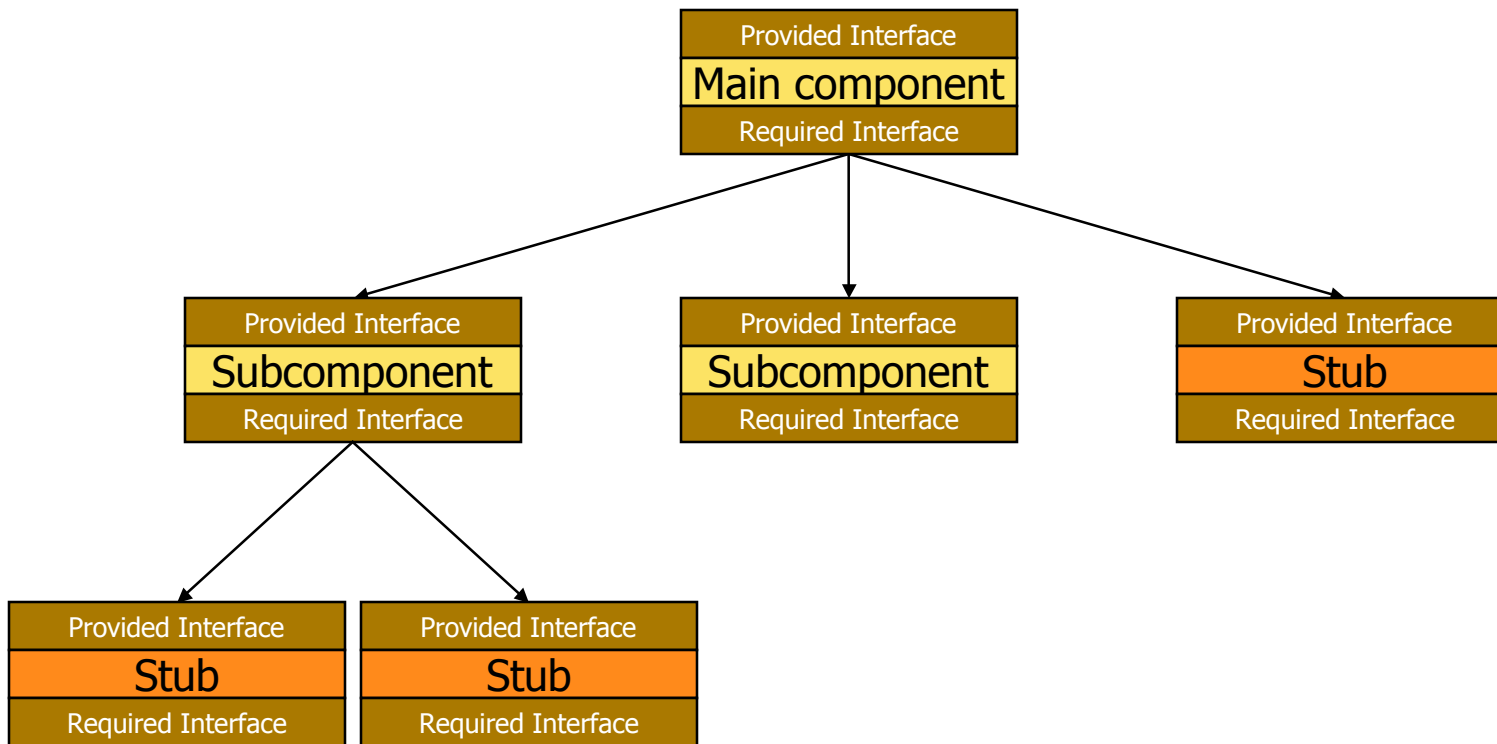 Provided Interface
Main component
Required Interface
Provided Interface
Subcomponent
Required Interface
Provided Interface
Subcomponent
Required Interface
Provided Interface
Stub
Required Interface
Provided Interface
Stub
Required Interface
Provided Interface
Stub
Required Interface